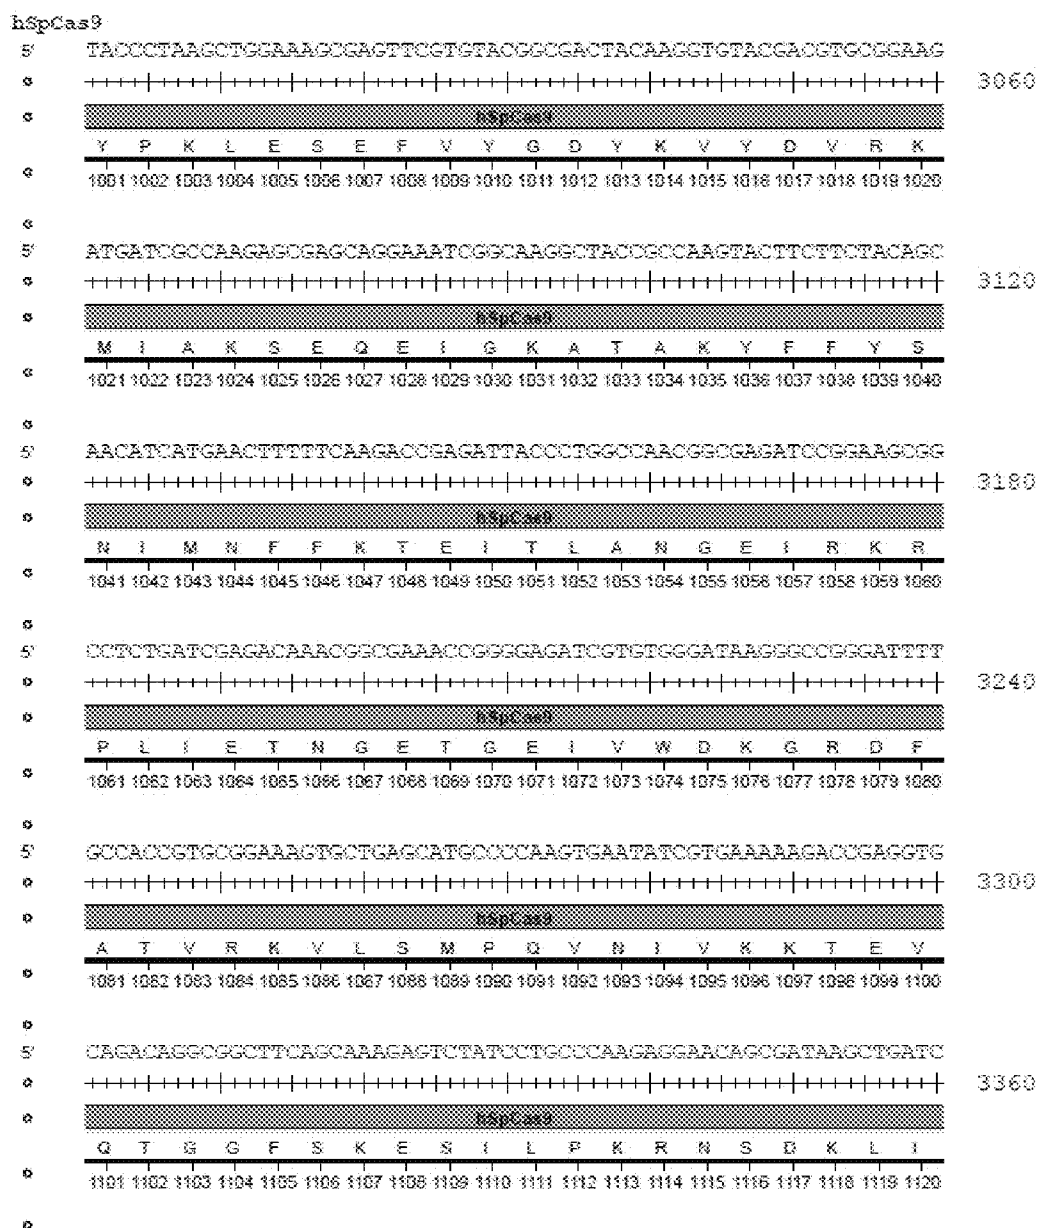 hSpCas9
5' TACCCTAAGCTGGAAAGCGAGTTCGTGTACGGCGACTACAAGGTGTACGACGTGCGGAAG
3060
hSpCas9
Y P K L E S E F V Y G D Y K V Y D V R K
1001 1002 1003 1004 1005 1006 1007 1008 1009 1010 1011 1012 1013 1014 1015 1016 1017 1018 1019 1020
5' ATGATCGCCAAGAGCGAGCAGGAAATCGGCAAGGCTACCGCCAAGTACTTCTTCTACAGC
3120
hSpCas9
M I A K S E Q E I G K A T A K Y F F Y S
1021 1022 1023 1024 1025 1026 1027 1028 1029 1030 1031 1032 1033 1034 1035 1036 1037 1038 1039 1040
5' AACATCATGAACTTTTTCAAGACCGAGATTACCCTGGCCAACGGCGAGATCCGGAAGCGG
3180
hSpCas9
N I M N F F K T E I T L A N G E I R K R
1041 1042 1043 1044 1045 1046 1047 1048 1049 1050 1051 1052 1053 1054 1055 1056 1057 1058 1059 1060
5' CCTCTGATCGAGACAAACGGCGAAACCGGGGAGATCGTGTGGGATAAGGGCCGGGATTTT
3240
hSpCas9
P L I E T N G E T G E I V W D K G R D F
1061 1062 1063 1064 1065 1066 1067 1068 1069 1070 1071 1072 1073 1074 1075 1076 1077 1078 1079 1080
5' GCCACCGTGCGGAAAGTGCTGAGCATGCCCCAAGTGAATATCGTGAAAAAGACCGAGGTG
3300
hSpCas9
A T V R K V L S M P Q V N I V K K T E V
1081 1082 1083 1084 1085 1086 1087 1088 1089 1090 1091 1092 1093 1094 1095 1096 1097 1098 1099 1100
5' CAGACAGGCGGCTTCAGCAAAGAGTCTATCCTGCCCAAGAGGAACAGCGATAAGCTGATC
3360
hSpCas9
Q T G G F S K E S I L P K R N S D K L I
1101 1102 1103 1104 1105 1106 1107 1108 1109 1110 1111 1112 1113 1114 1115 1116 1117 1118 1119 1120